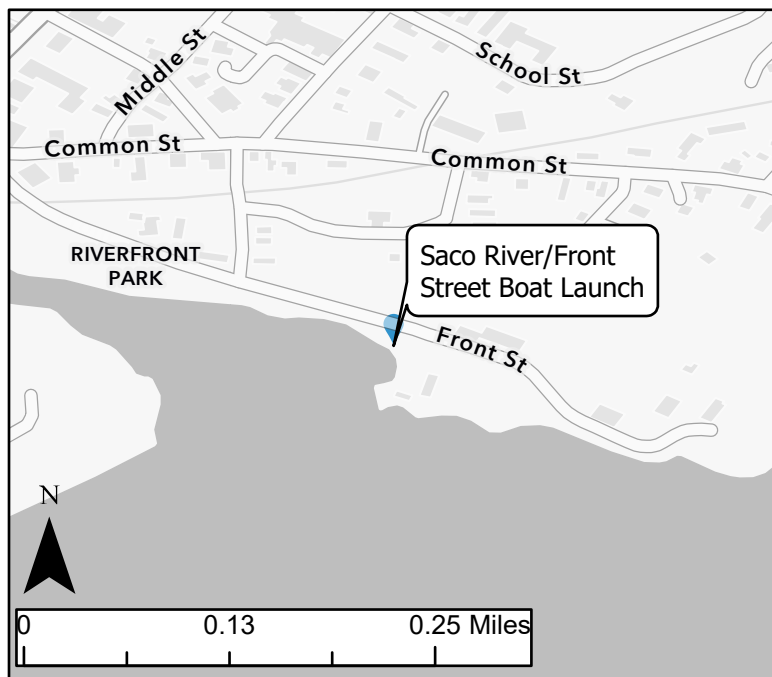 Middle St
School St
Common St
Common St
RIVERFRONT
PARK
Saco River/Front
Street Boat Launch
Front St
N
0 0.13 0.25 Miles